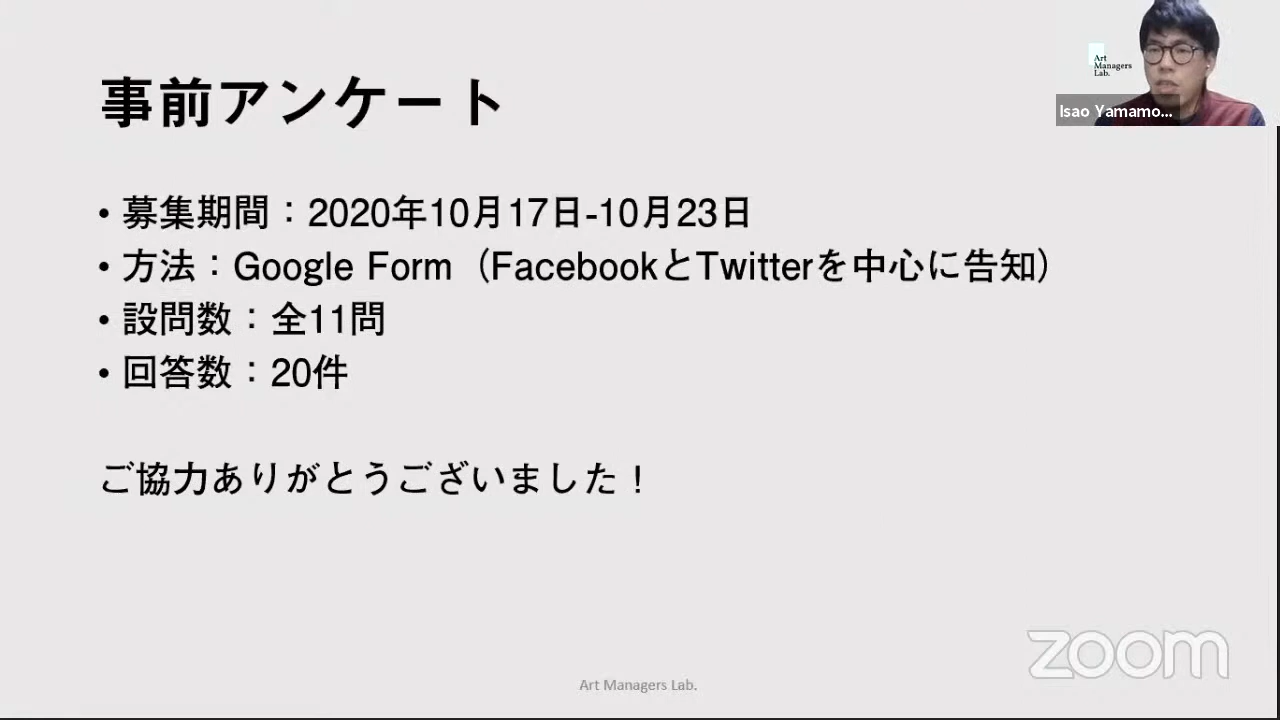 事前アンケート
Art
Managers
Lab.
Isao Yamamo...
• 募集期間：2020年10月17日-10月23日
• 方法：Google Form（FacebookとTwitterを中心に告知）
• 設問数：全11問
• 回答数：20件
ご協力ありがとうございました！
zoom
Art Managers Lab.